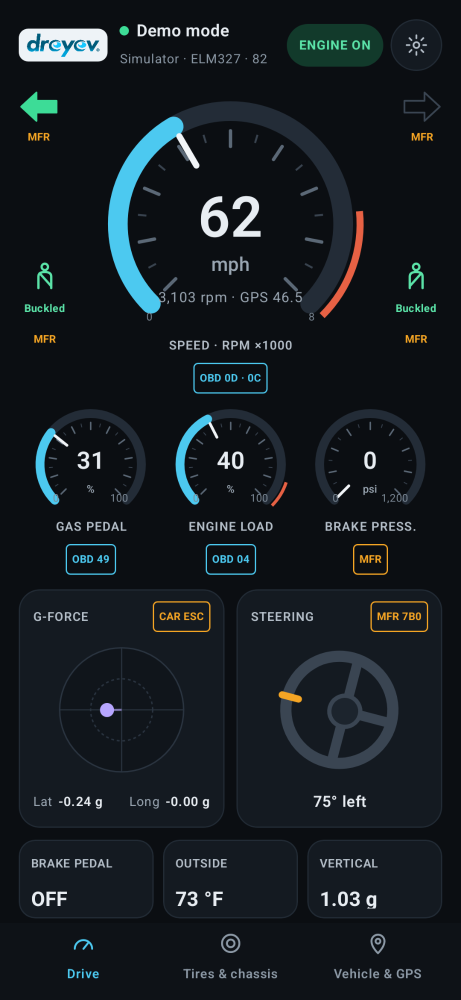 dreyev.
Demo mode
Simulator · ELM327 · 82
ENGINE ON
MFR
MFR
62
mph
3,103 rpm · GPS 46.5
0
8
Buckled
Buckled
MFR
MFR
SPEED · RPM ×1000
OBD 0D · 0C
31
%
0
100
40
%
0
100
0
psi
0
1,200
GAS PEDAL
ENGINE LOAD
BRAKE PRESS.
OBD 49
OBD 04
MFR
G-FORCE
CAR ESC
STEERING
MFR 7B0
Lat -0.24 g
Long -0.00 g
75° left
BRAKE PEDAL
OUTSIDE
VERTICAL
OFF
73 °F
1.03 g
Drive
Tires & chassis
Vehicle & GPS